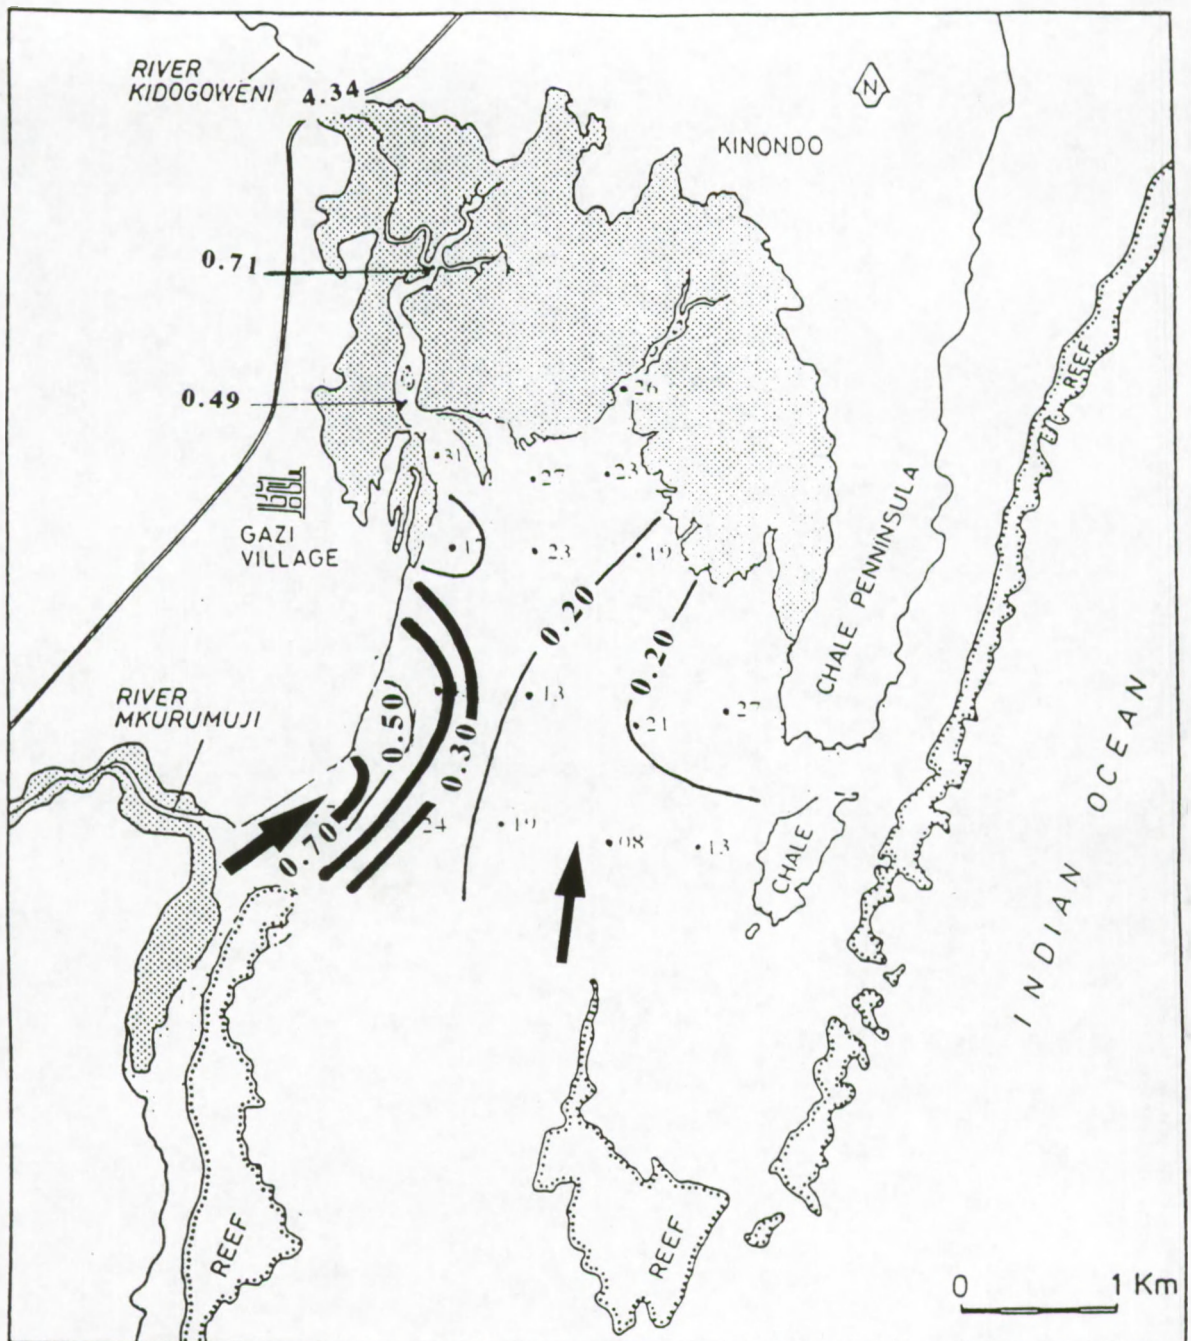 RIVER
KIDOGOWENI
4.34
N
KINONDO
0.71
REEF
0.49
26
31
27
23
GAZI
VILLAGE
17
23
19
0.20
0.20
CHALE PENNINSULA
RIVER
MKURUMUJI
0.50
13
21
27
0.30
INDIAN OCEAN
0.70
24
19
08
13
CHALE
REEF
REEF
0 1 Km